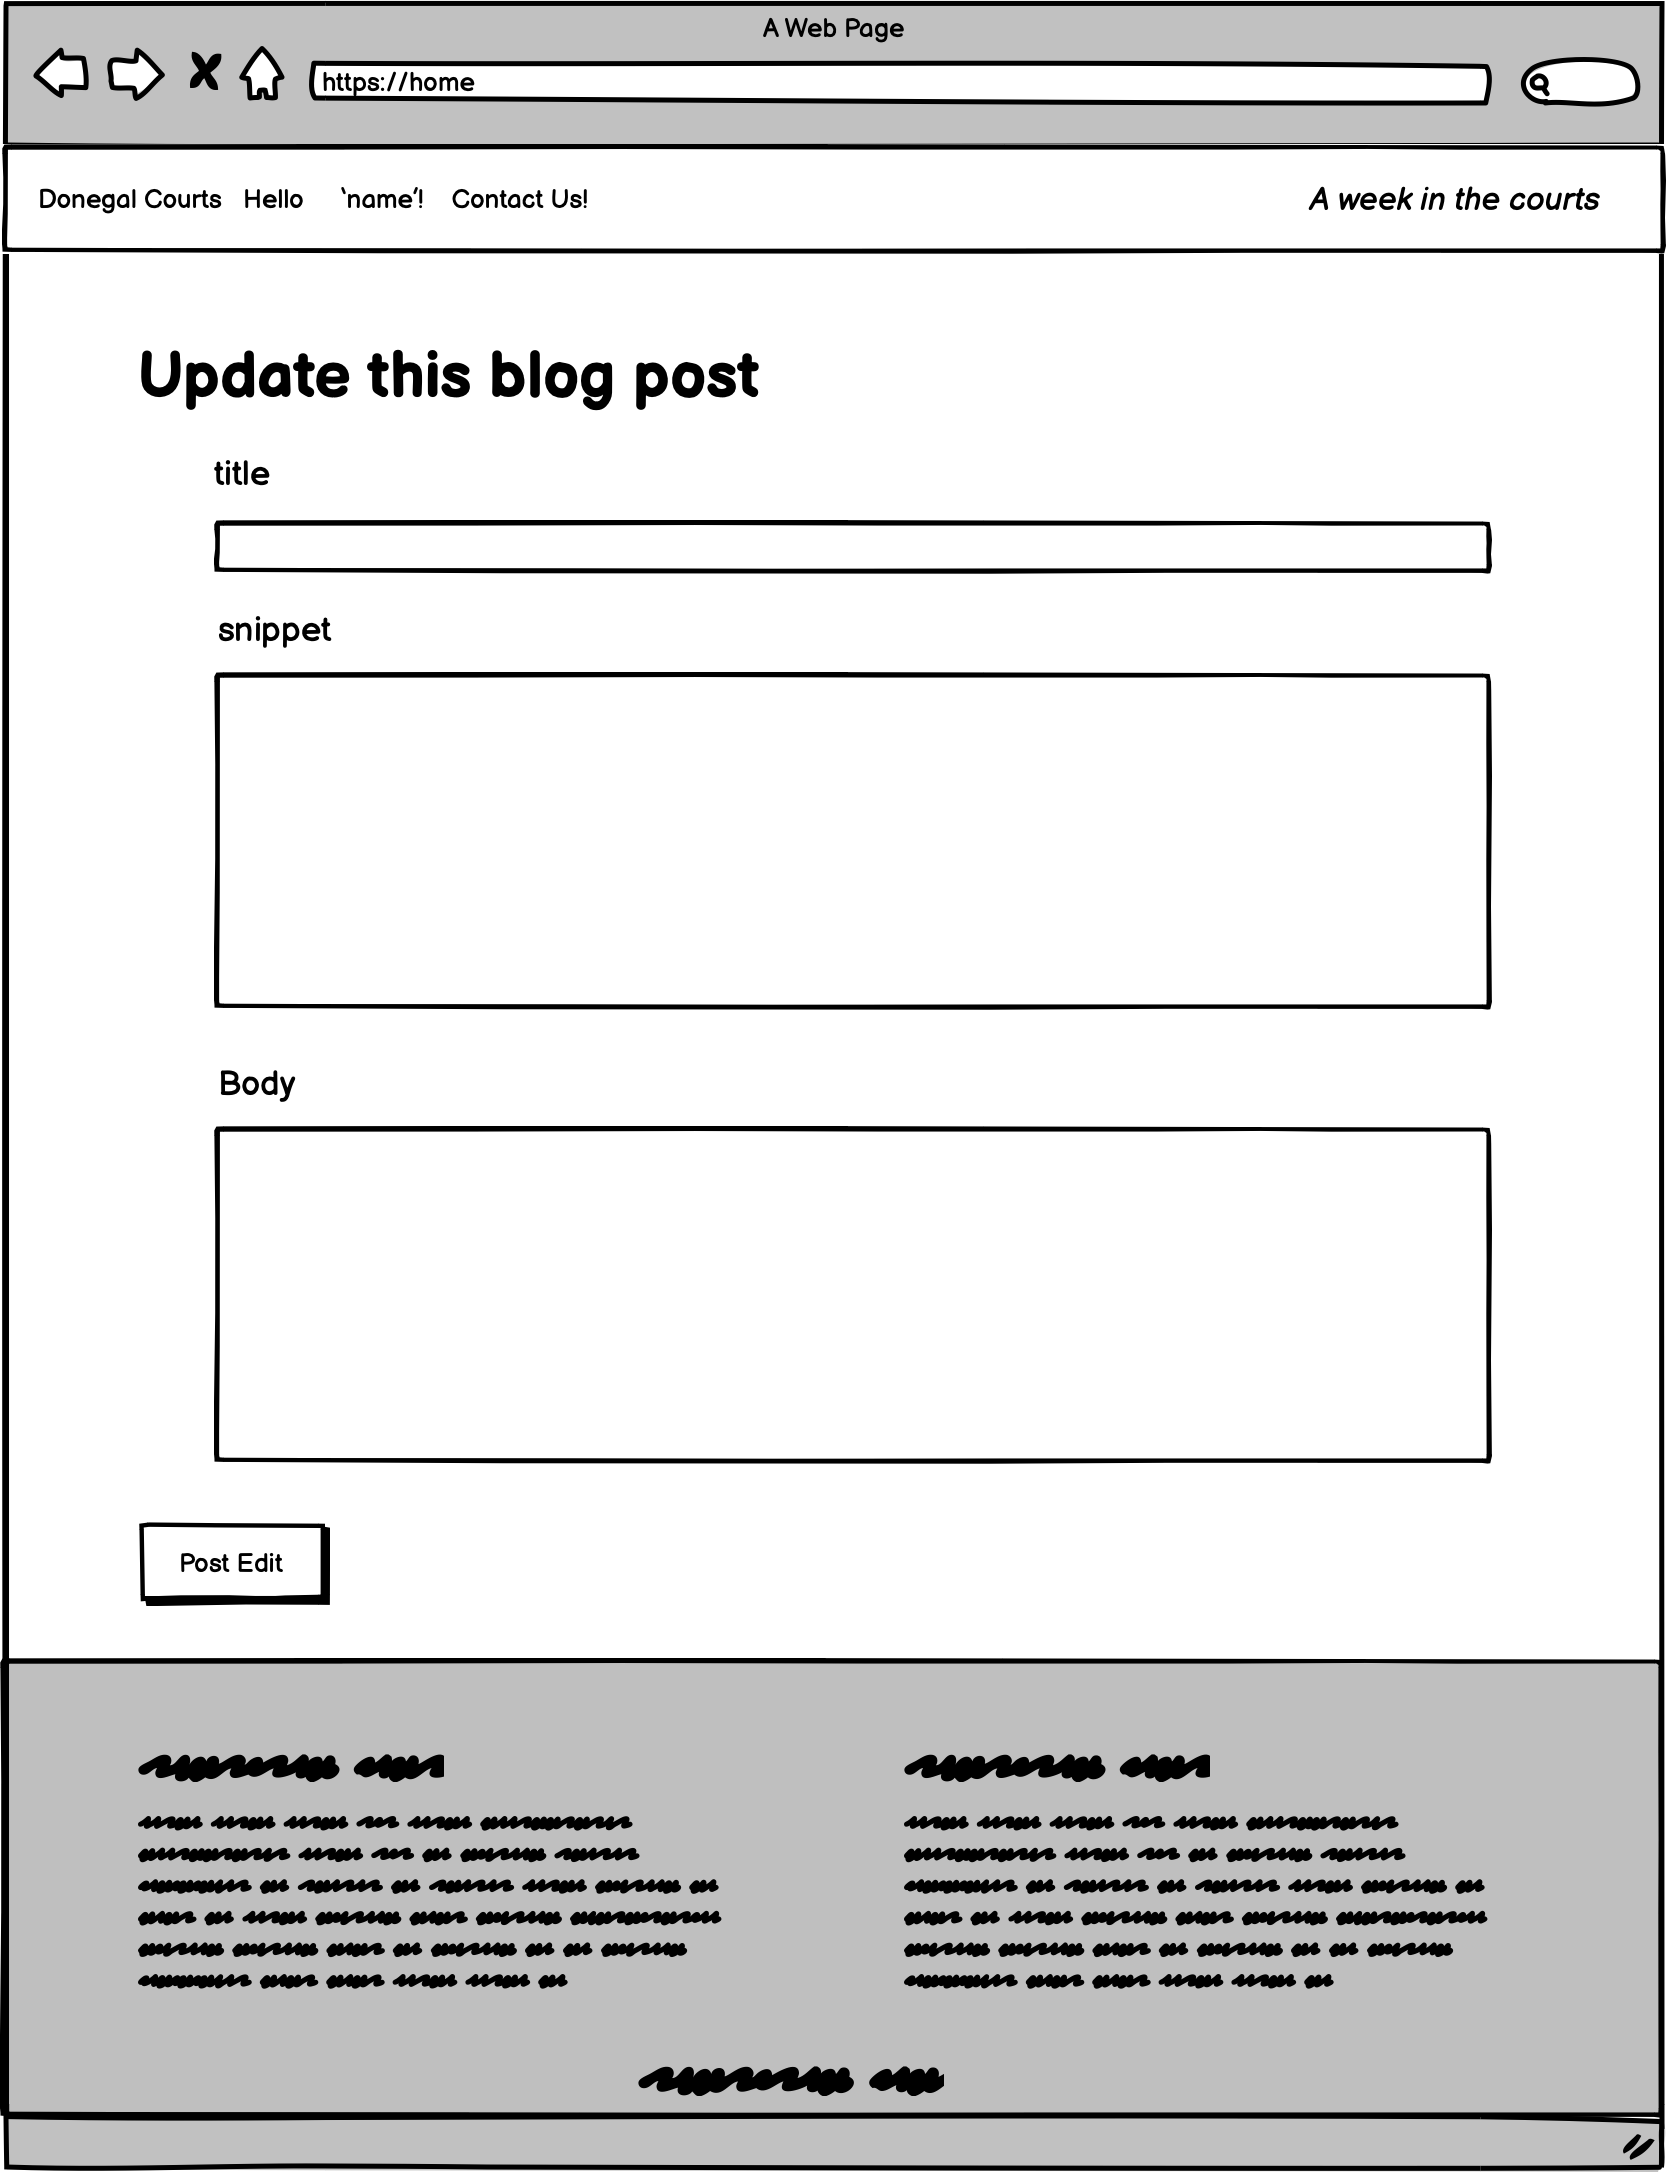 A Web Page
https://home
Donegal Courts Hello ‘name’! Contact Us! A week in the courts
Update this blog post
title
snippet
Body
Post Edit